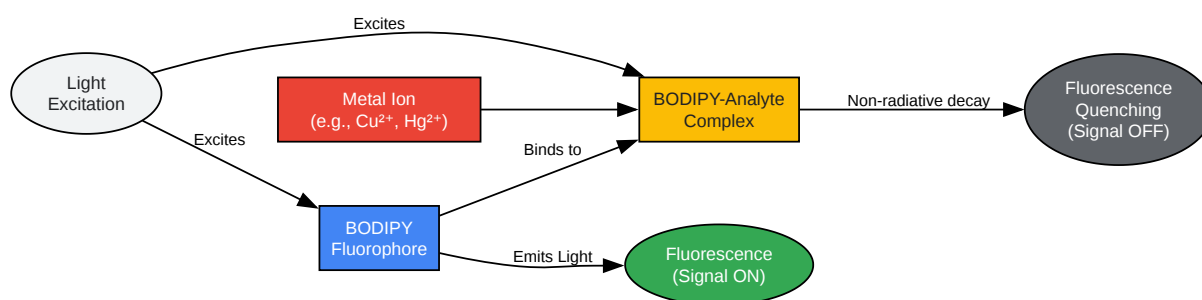 Excites
Light
Excitation
Metal Ion
(e.g., Cu²⁺, Hg²⁺)
BODIPY-Analyte
Complex
Non-radiative decay
Fluorescence
Quenching
(Signal OFF)
Excites
Binds to
BODIPY
Fluorophore
Emits Light
Fluorescence
(Signal ON)